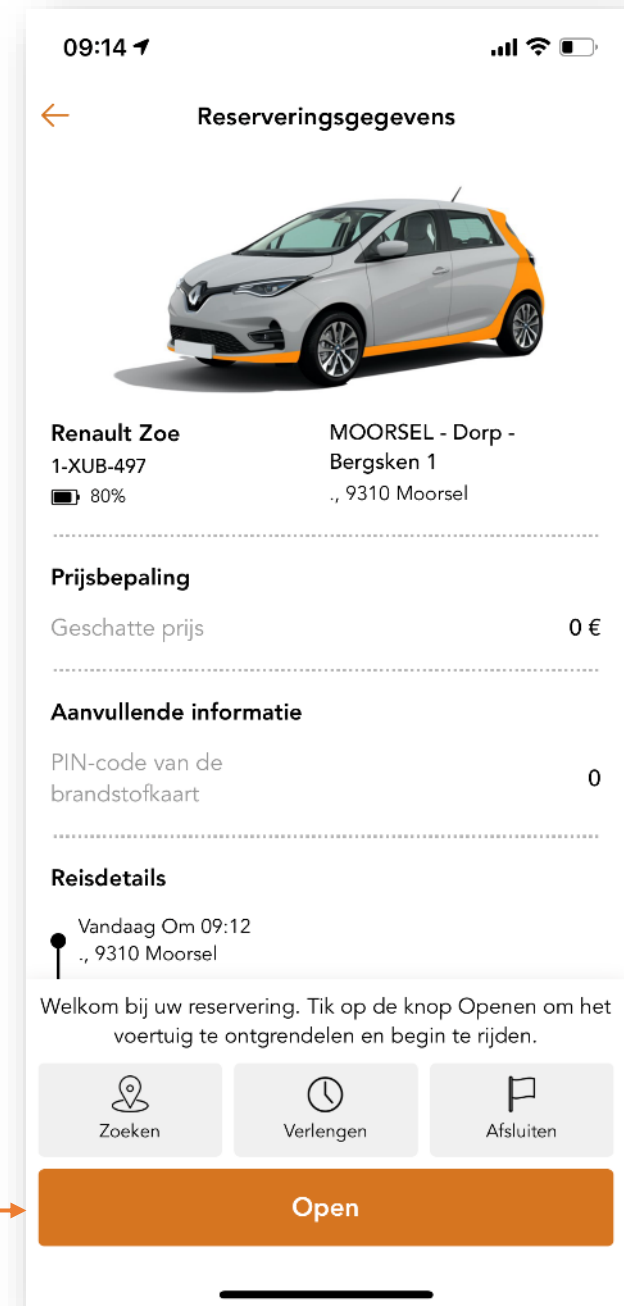 09:14
Reserveringsgegevens
Renault Zoe
1-XUB-497
80%
MOORSEL - Dorp -
Bergsken 1
., 9310 Moorsel
Prijsbepaling
Geschatte prijs 0 €
Aanvullende informatie
PIN-code van de
brandstofkaart 0
Reisdetails
Vandaag Om 09:12
., 9310 Moorsel
Welkom bij uw reservering. Tik op de knop Openen om het
voertuig te ontgrendelen en begin te rijden.
Zoeken Verlengen Afsluiten
Open